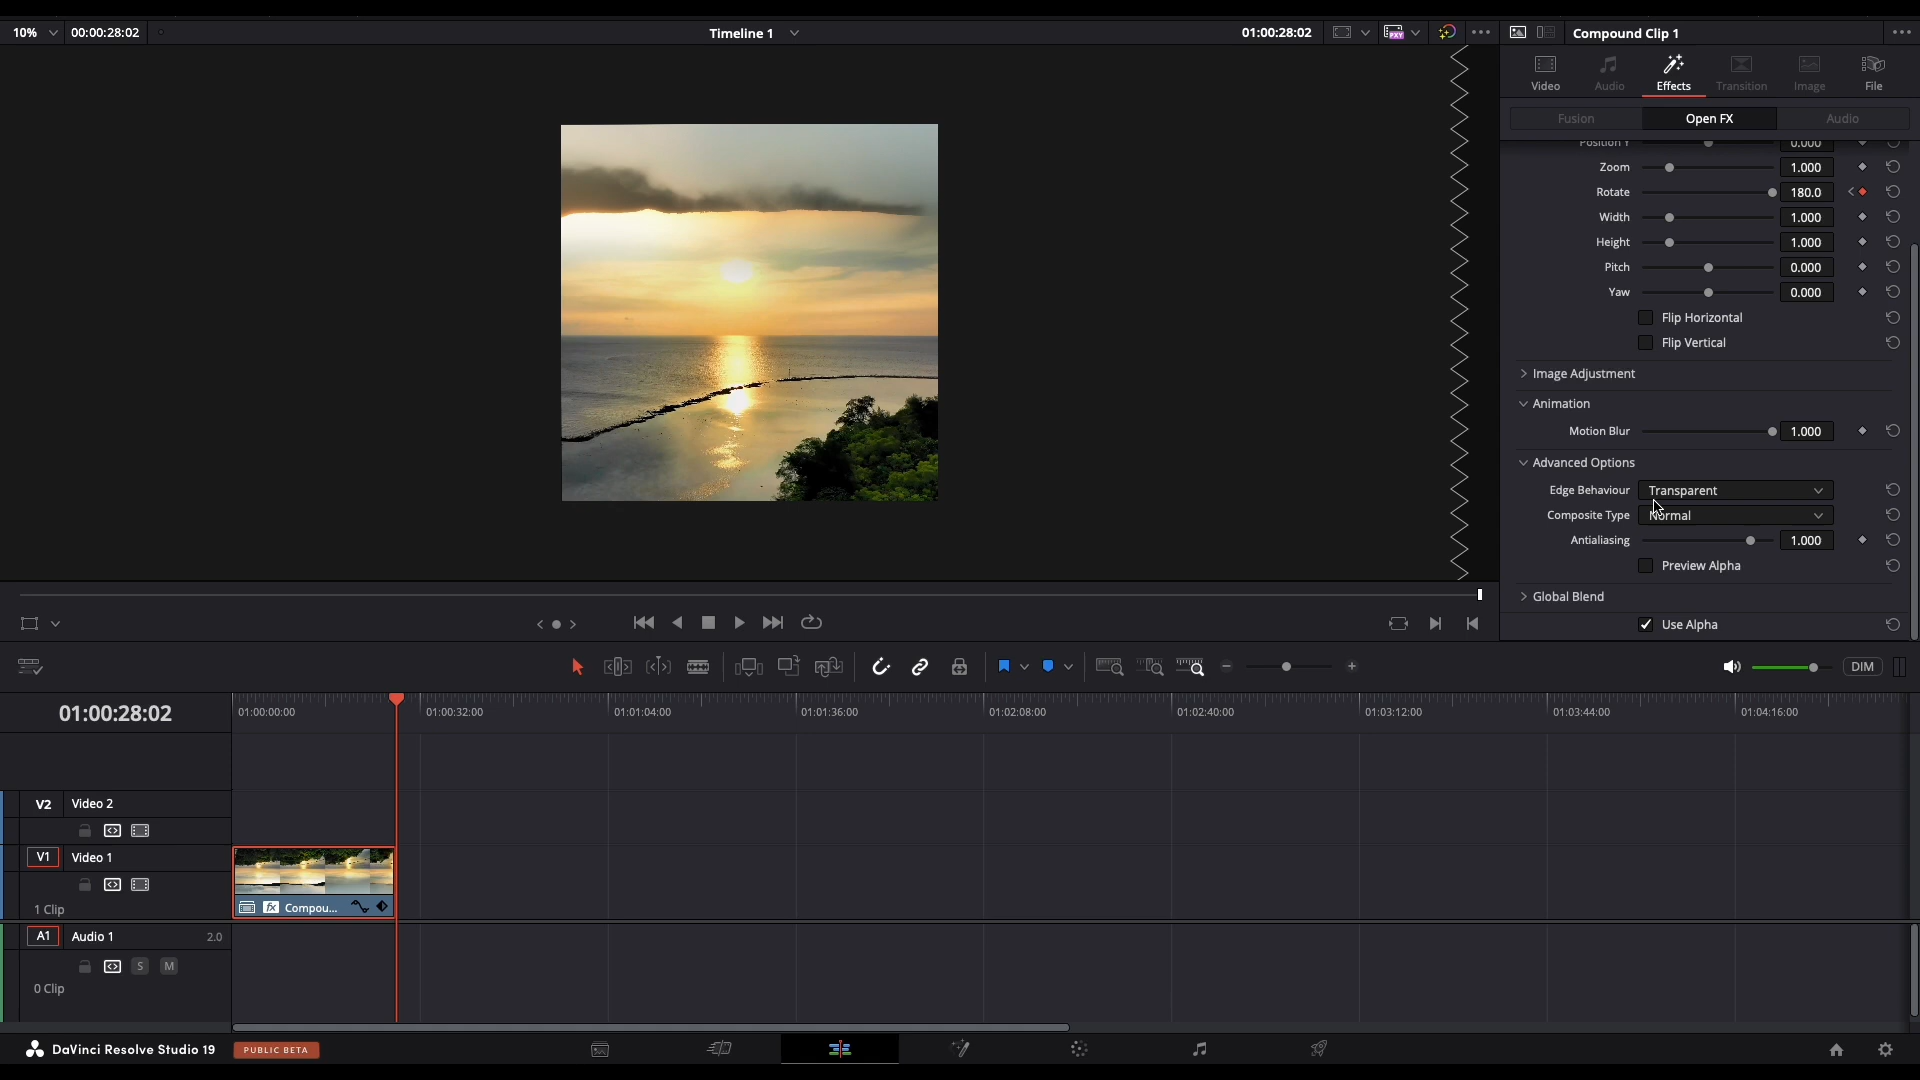 10%
00:00:28:02
Timeline 1
01:00:28:02
PXY
Compound Clip 1
Video
Audio
Effects
Transition
Image
File
Fusion
Open FX
Audio
Position Y 0.000
Zoom 1.000
Rotate 180.0
Width 1.000
Height 1.000
Pitch 0.000
Yaw 0.000
Flip Horizontal
Flip Vertical
Image Adjustment
Animation
Motion Blur 1.000
Advanced Options
Edge Behaviour Transparent
Composite Type Normal
Antialiasing 1.000
Preview Alpha
Global Blend
Use Alpha
DIM
01:00:28:02
01:00:00:00
01:00:32:00
01:01:04:00
01:01:36:00
01:02:08:00
01:02:40:00
01:03:12:00
01:03:44:00
01:04:16:00
V2 Video 2
V1 Video 1
1 Clip
fx Compou...
A1 Audio 1 2.0
S M
0 Clip
DaVinci Resolve Studio 19
PUBLIC BETA